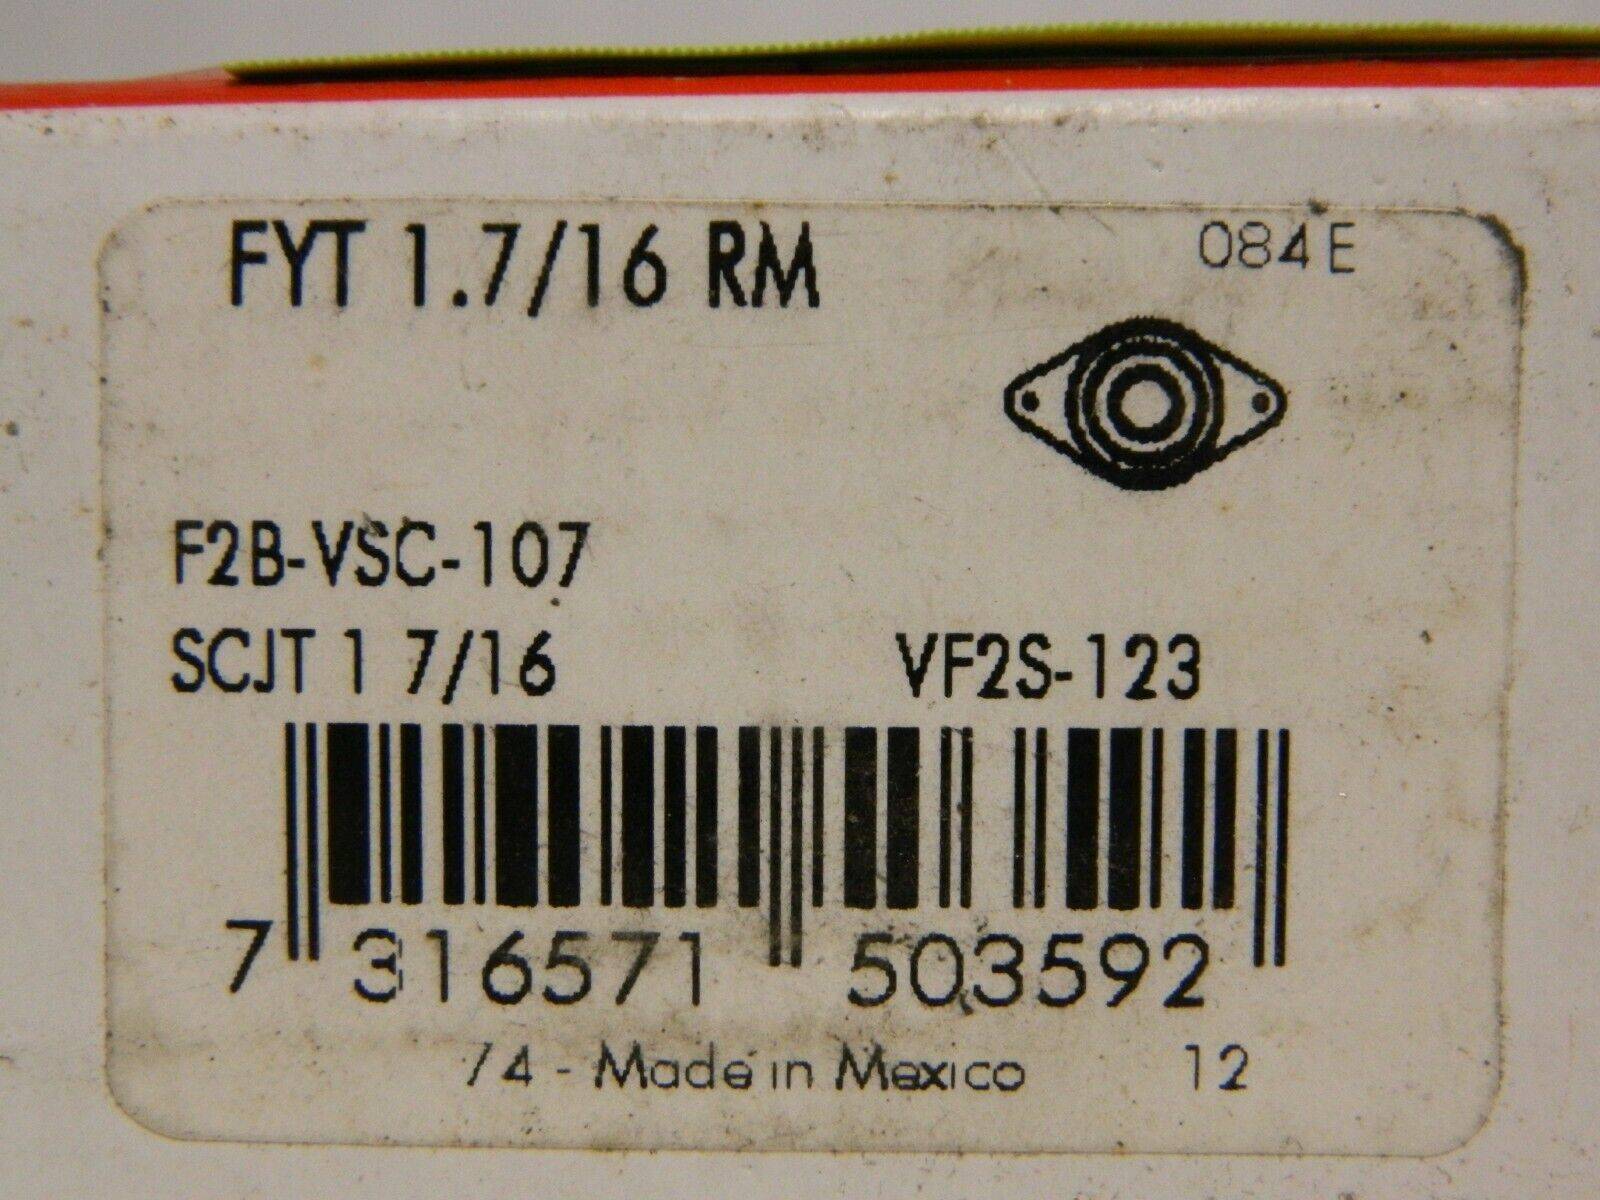 FYT 1.7/16 RM
084E
F2B-VSC-107
SCJT 1 7/16
VF2S-123
7 316571 503592
74 - Made in Mexico 12